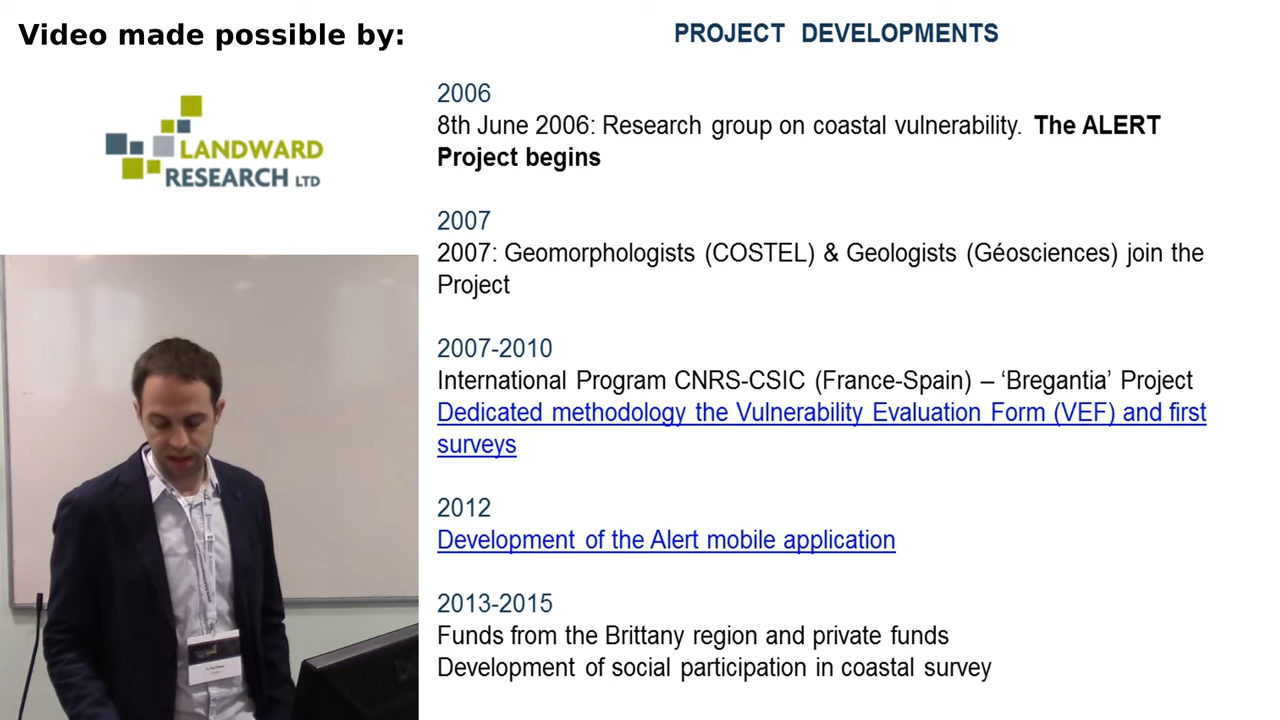 Video made possible by:
LANDWARD
RESEARCH LTD
PROJECT DEVELOPMENTS
2006
8th June 2006: Research group on coastal vulnerability. The ALERT
Project begins
2007
2007: Geomorphologists (COSTEL) & Geologists (Géosciences) join the
Project
2007-2010
International Program CNRS-CSIC (France-Spain) – ‘Bregantia’ Project
Dedicated methodology the Vulnerability Evaluation Form (VEF) and first
surveys
2012
Development of the Alert mobile application
2013-2015
Funds from the Brittany region and private funds
Development of social participation in coastal survey